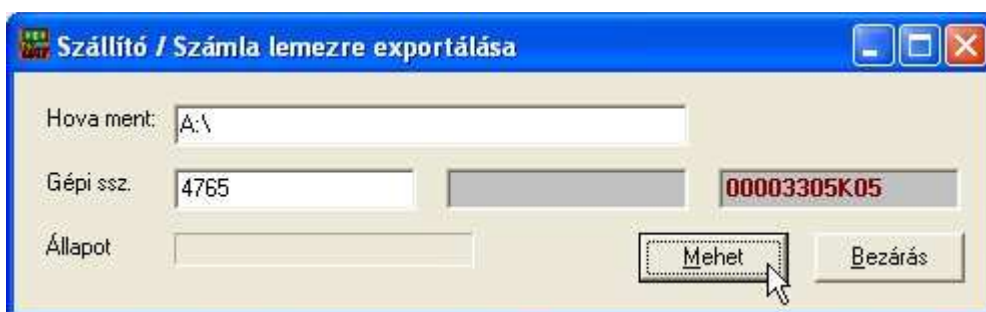 Szállító / Számla lemezre exportálása
Hova ment: A:\
Gépi ssz. 4765 00003305K05
Állapot Mehet Bezárás